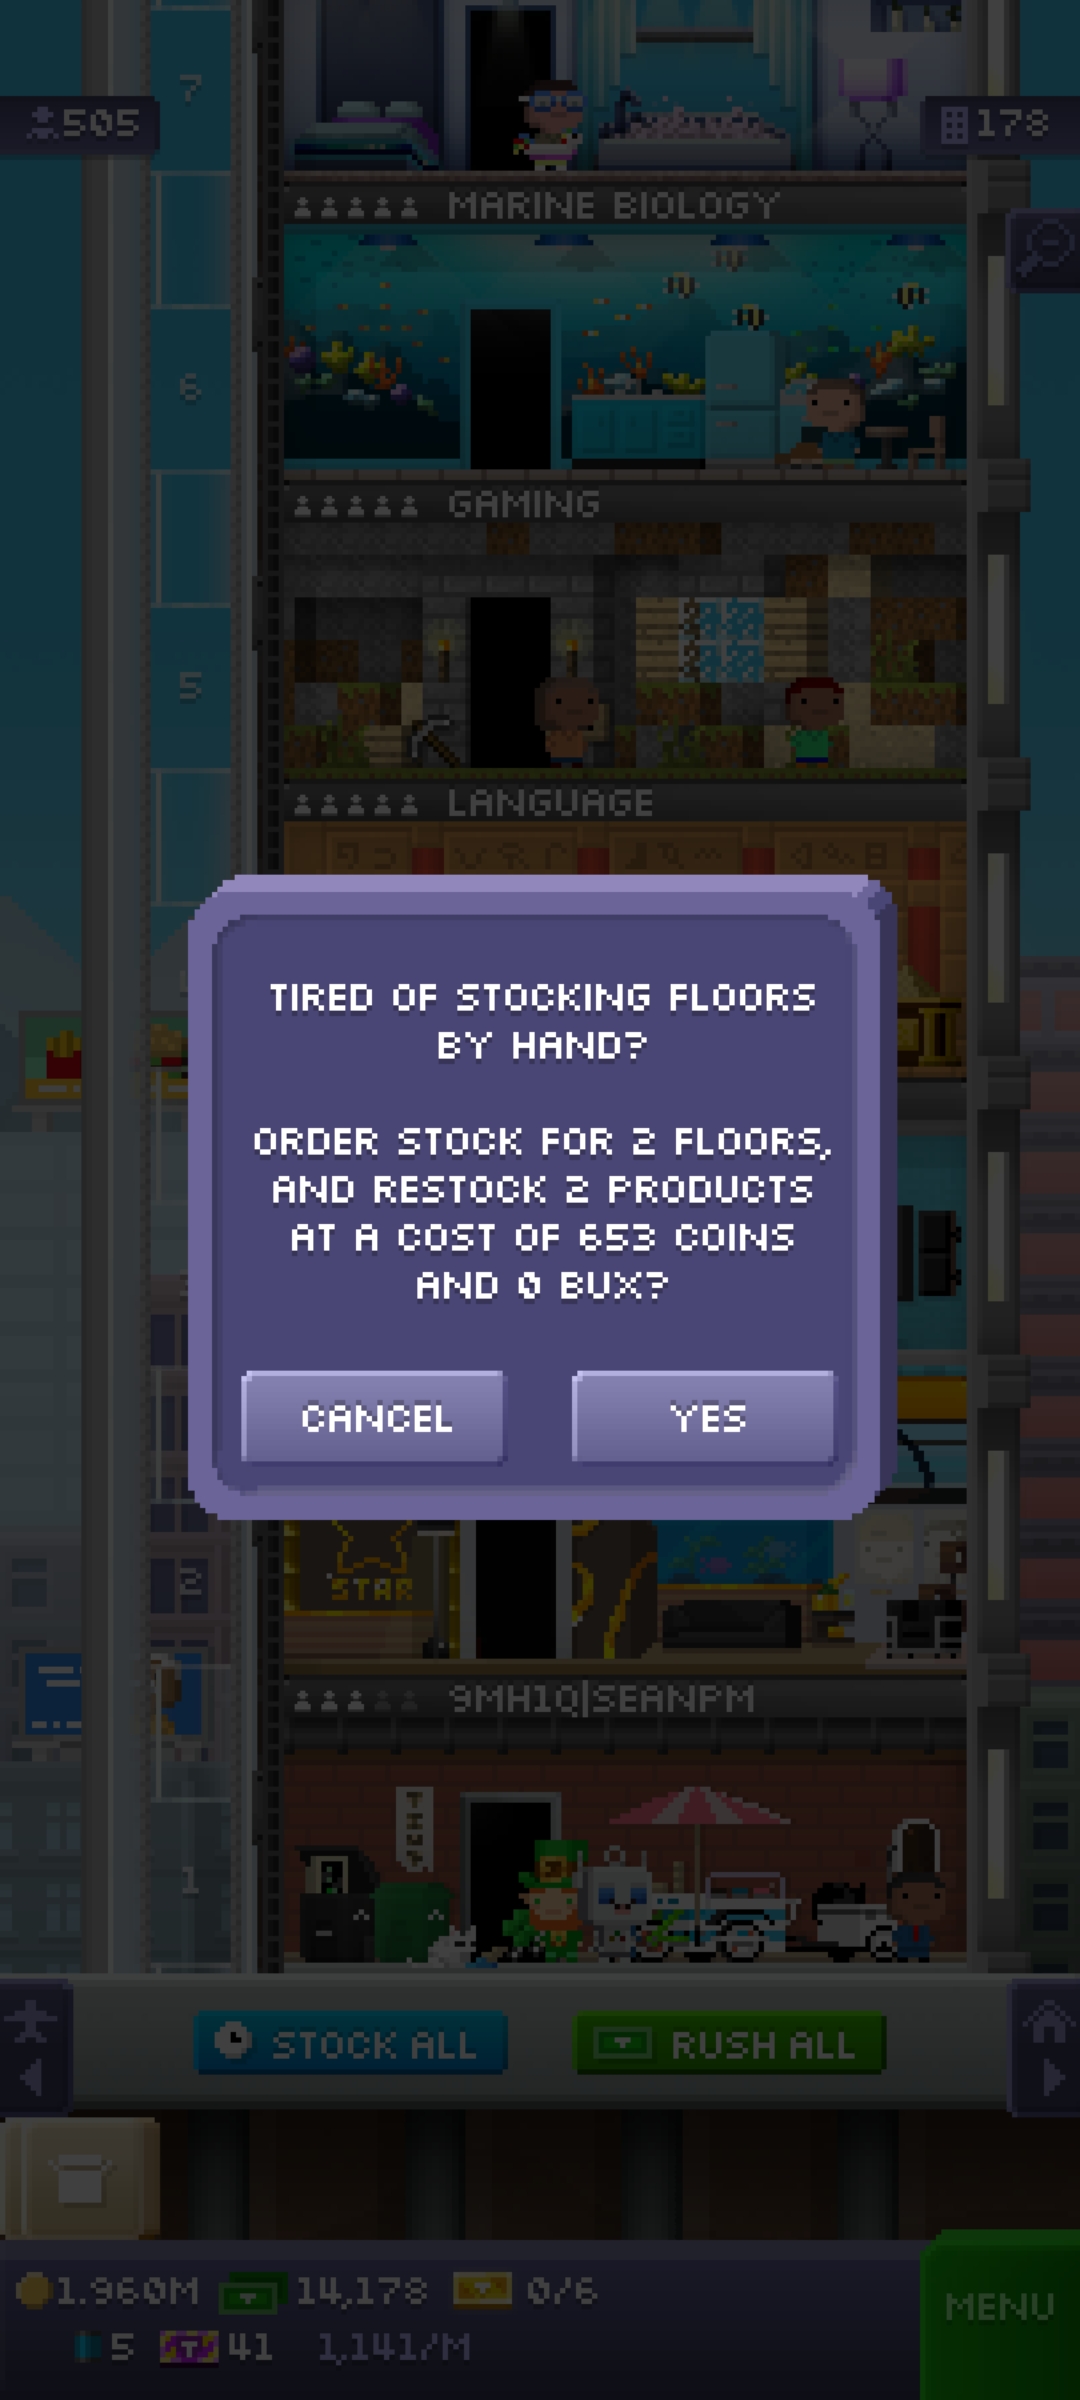 7
505
178
MARINE BIOLOGY
6
GAMING
5
LANGUAGE
TIRED OF STOCKING FLOORS
BY HAND?
ORDER STOCK FOR 2 FLOORS,
AND RESTOCK 2 PRODUCTS
AT A COST OF 653 COINS
AND 0 BUX?
CANCEL
YES
STAR
2
9MH1Q|SEANPM
1
STOCK ALL
RUSH ALL
1.960M
14,178
0/6
MENU
5
41
1,141/M